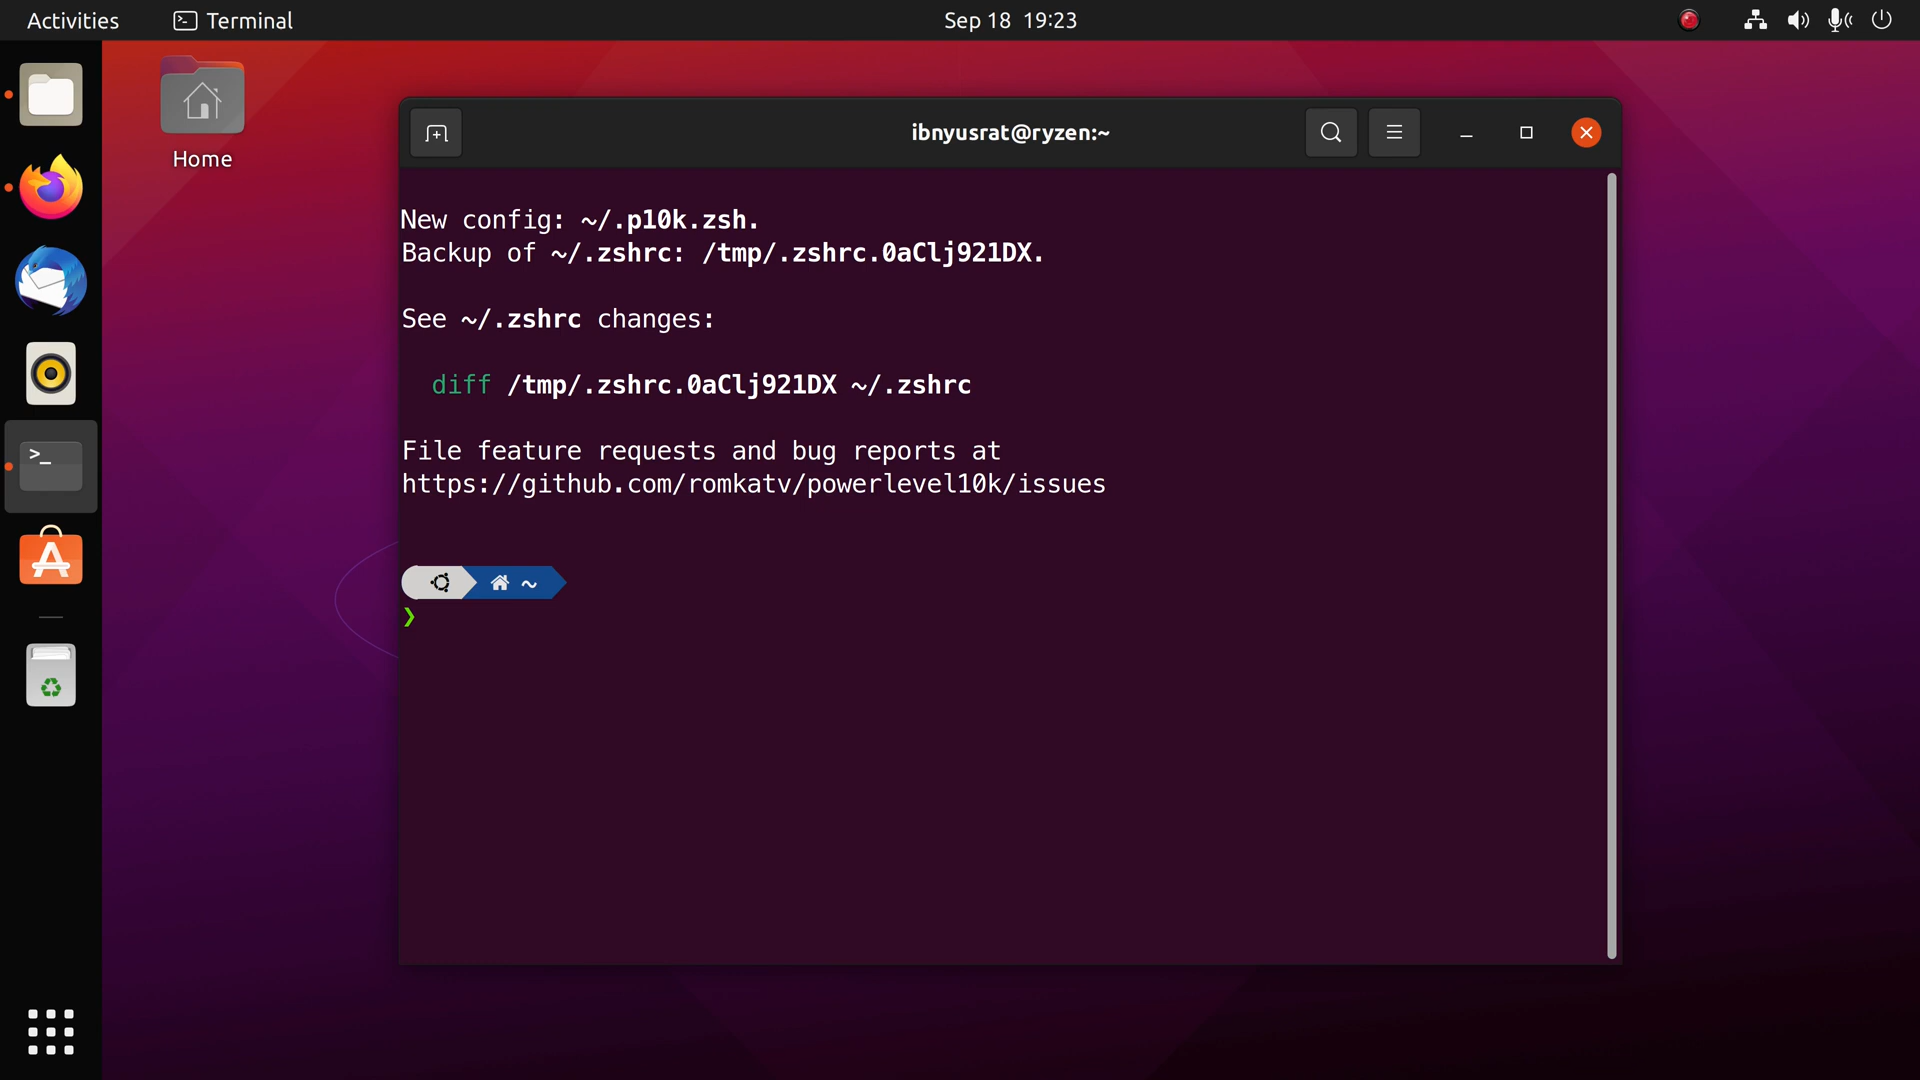 Activities
Terminal
Sep 18 19:23
Home
ibnyusrat@ryzen:~
New config: ~/.p10k.zsh.
Backup of ~/.zshrc: /tmp/.zshrc.0aClj921DX.
See ~/.zshrc changes:
diff /tmp/.zshrc.0aClj921DX ~/.zshrc
File feature requests and bug reports at
https://github.com/romkatv/powerlevel10k/issues
~
❯